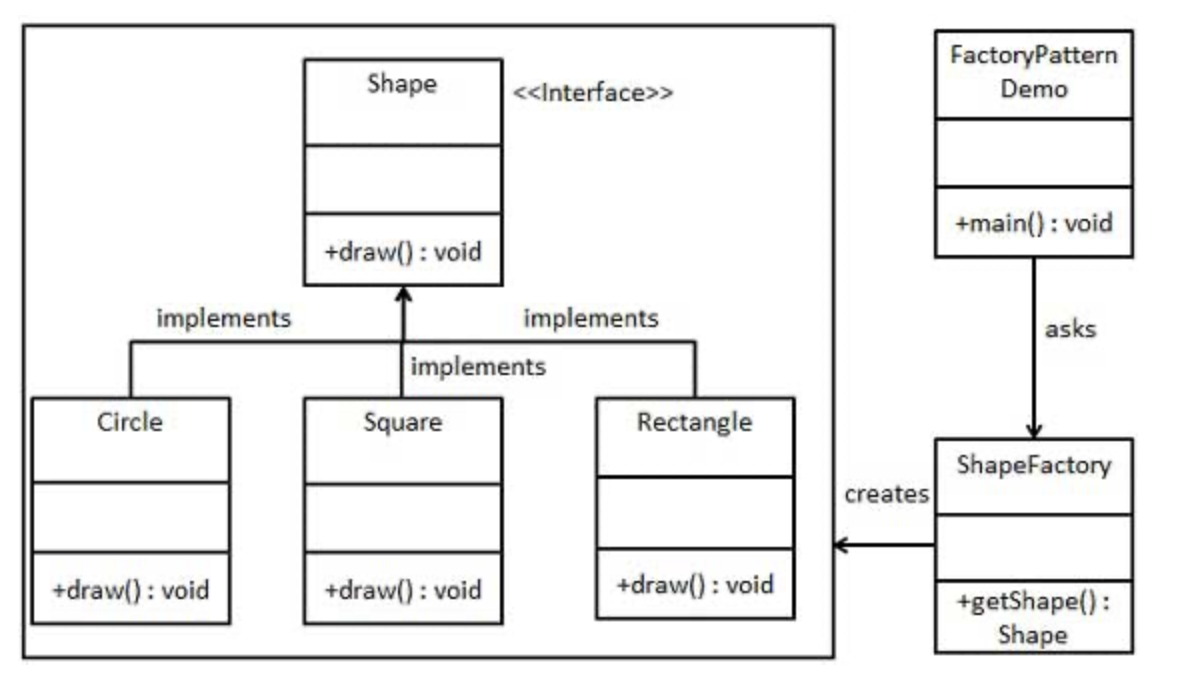 Shape
<<Interface>>
+draw() : void
implements
implements
implements
Circle
+draw() : void
Square
+draw() : void
Rectangle
+draw() : void
FactoryPattern
Demo
+main() : void
asks
ShapeFactory
+getShape() :
Shape
creates